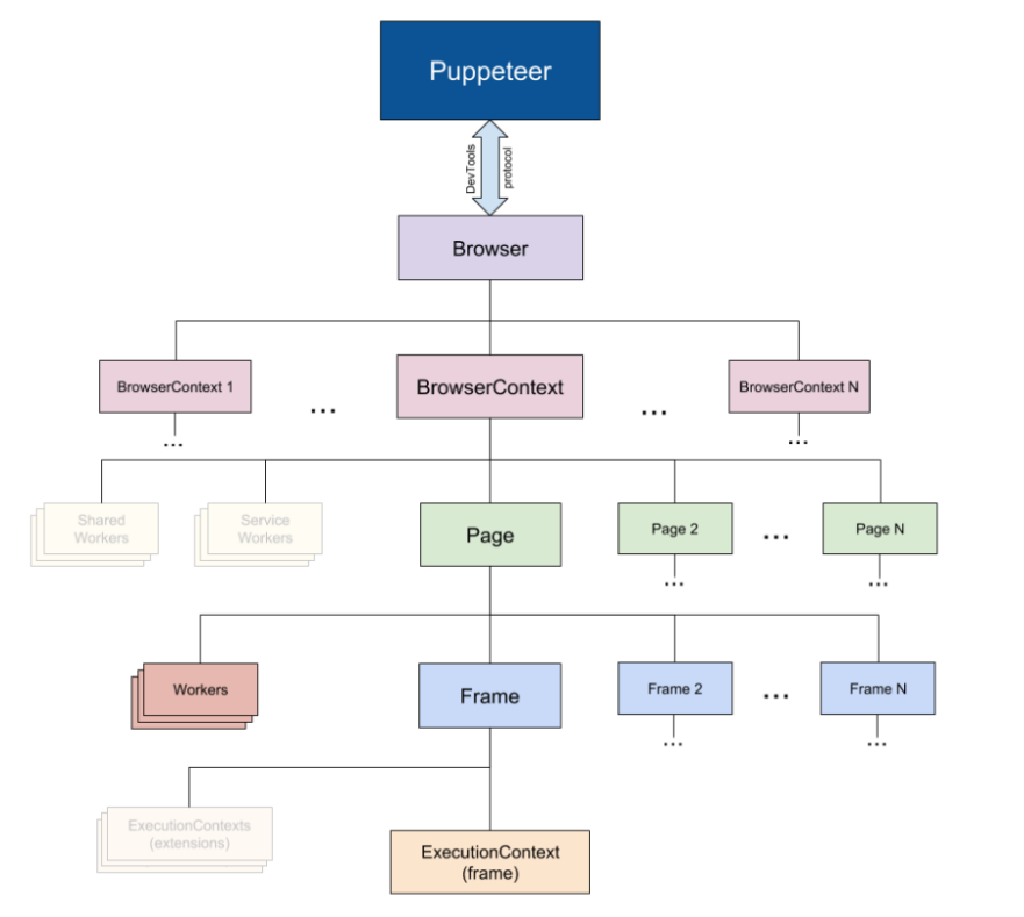 Puppeteer
DevTools
protocol
Browser
BrowserContext 1
...
BrowserContext
...
BrowserContext N
...
...
Shared
Workers
Service
Workers
Page
Page 2
...
Page N
...
...
Workers
Frame
Frame 2
...
Frame N
...
...
ExecutionContexts
(extensions)
ExecutionContext
(frame)